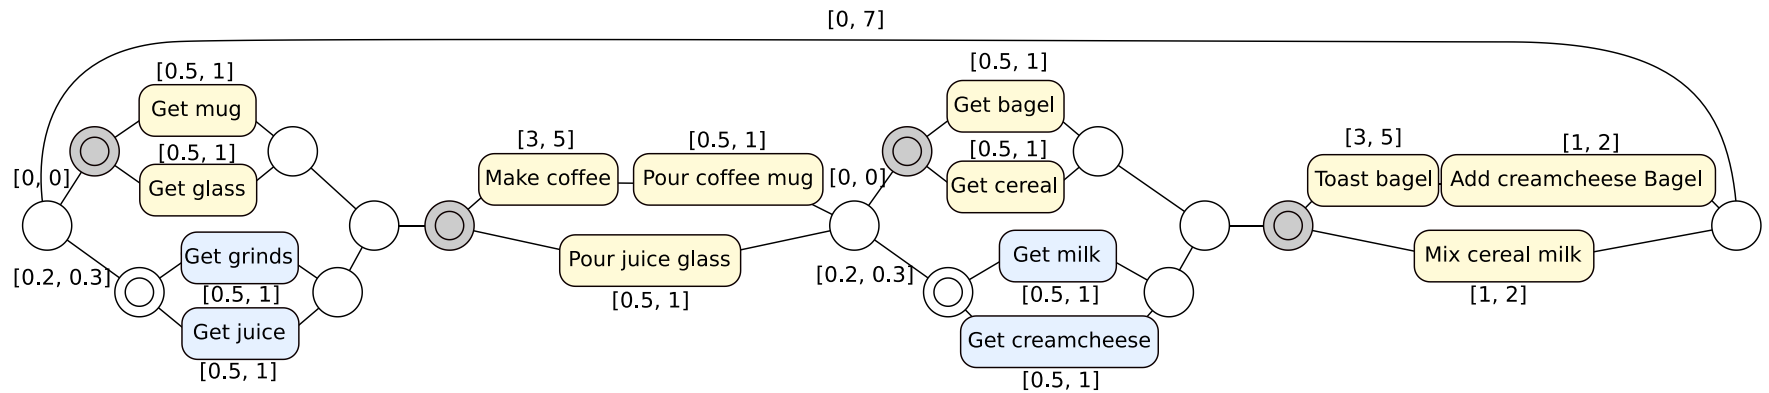 [0, 7]
[0.5, 1]
Get mug
[0.5, 1]
Get glass
[0, 0]
[0.2, 0.3]
Get grinds
[0.5, 1]
Get juice
[0.5, 1]
[3, 5]
Make coffee
[0.5, 1]
Pour coffee mug
Pour juice glass
[0.5, 1]
[0, 0]
[0.2, 0.3]
[0.5, 1]
Get bagel
[0.5, 1]
Get cereal
Get milk
[0.5, 1]
Get creamcheese
[0.5, 1]
[3, 5]
Toast bagel
[1, 2]
Add creamcheese Bagel
Mix cereal milk
[1, 2]